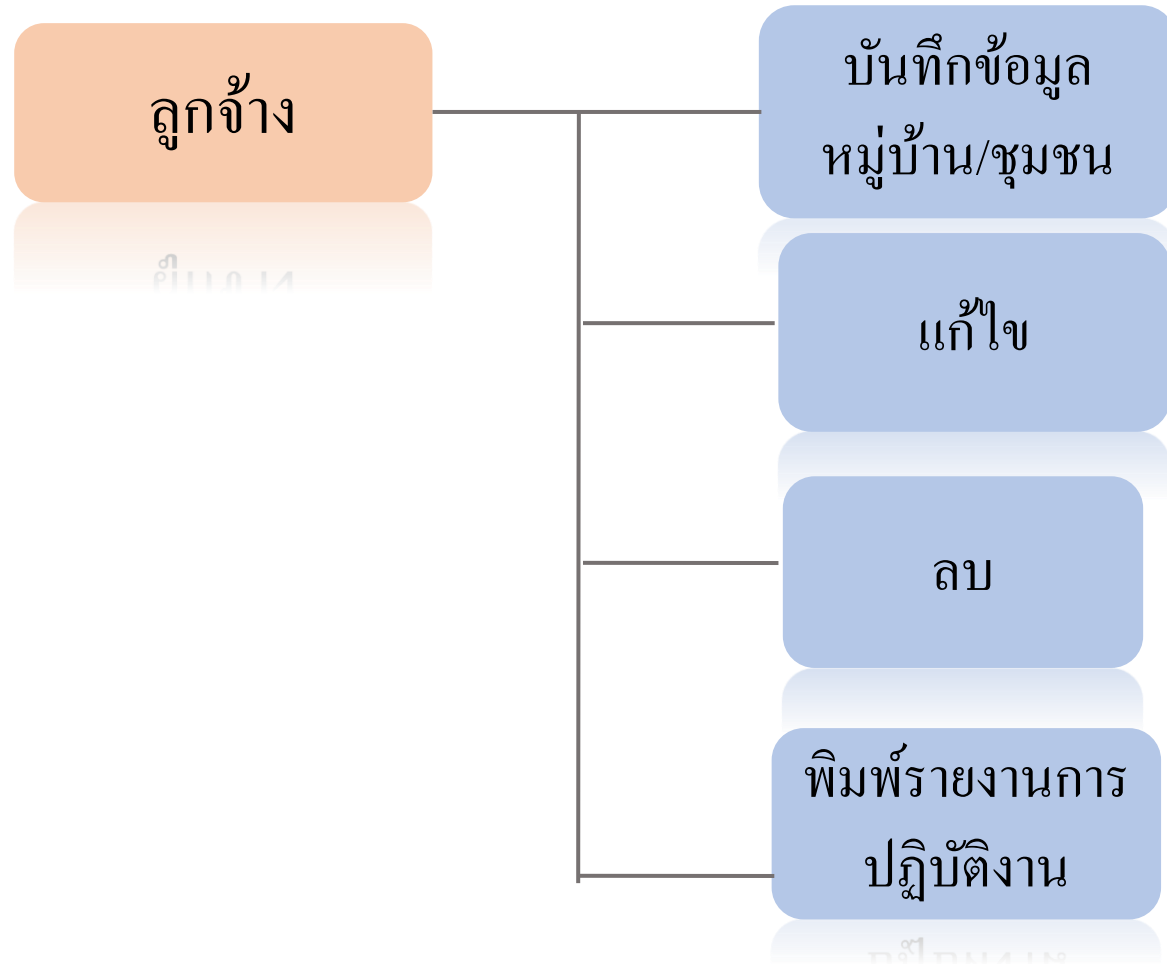 ลูกจ้าง
บันทึกข้อมูล
หมู่บ้าน/ชุมชน
แก้ไข
ลบ
พิมพ์รายงานการ
ปฏิบัติงาน